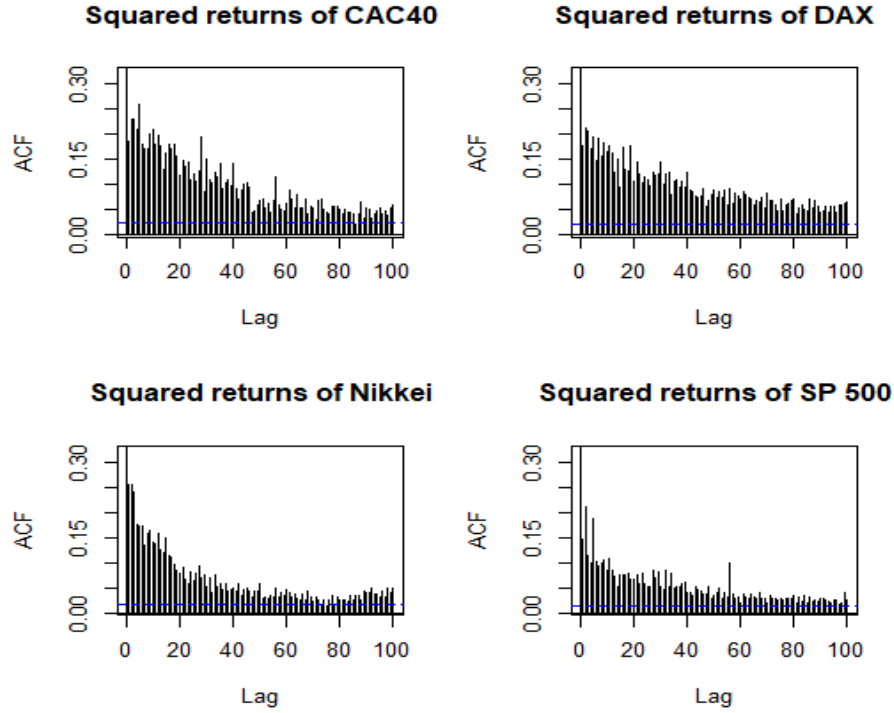 Squared returns of CAC40
ACF
0.00 0.15 0.30
0 20 40 60 80 100
Lag
Squared returns of DAX
ACF
0.00 0.15 0.30
0 20 40 60 80 100
Lag
Squared returns of Nikkei
ACF
0.00 0.15 0.30
0 20 40 60 80 100
Lag
Squared returns of SP 500
ACF
0.00 0.15 0.30
0 20 40 60 80 100
Lag